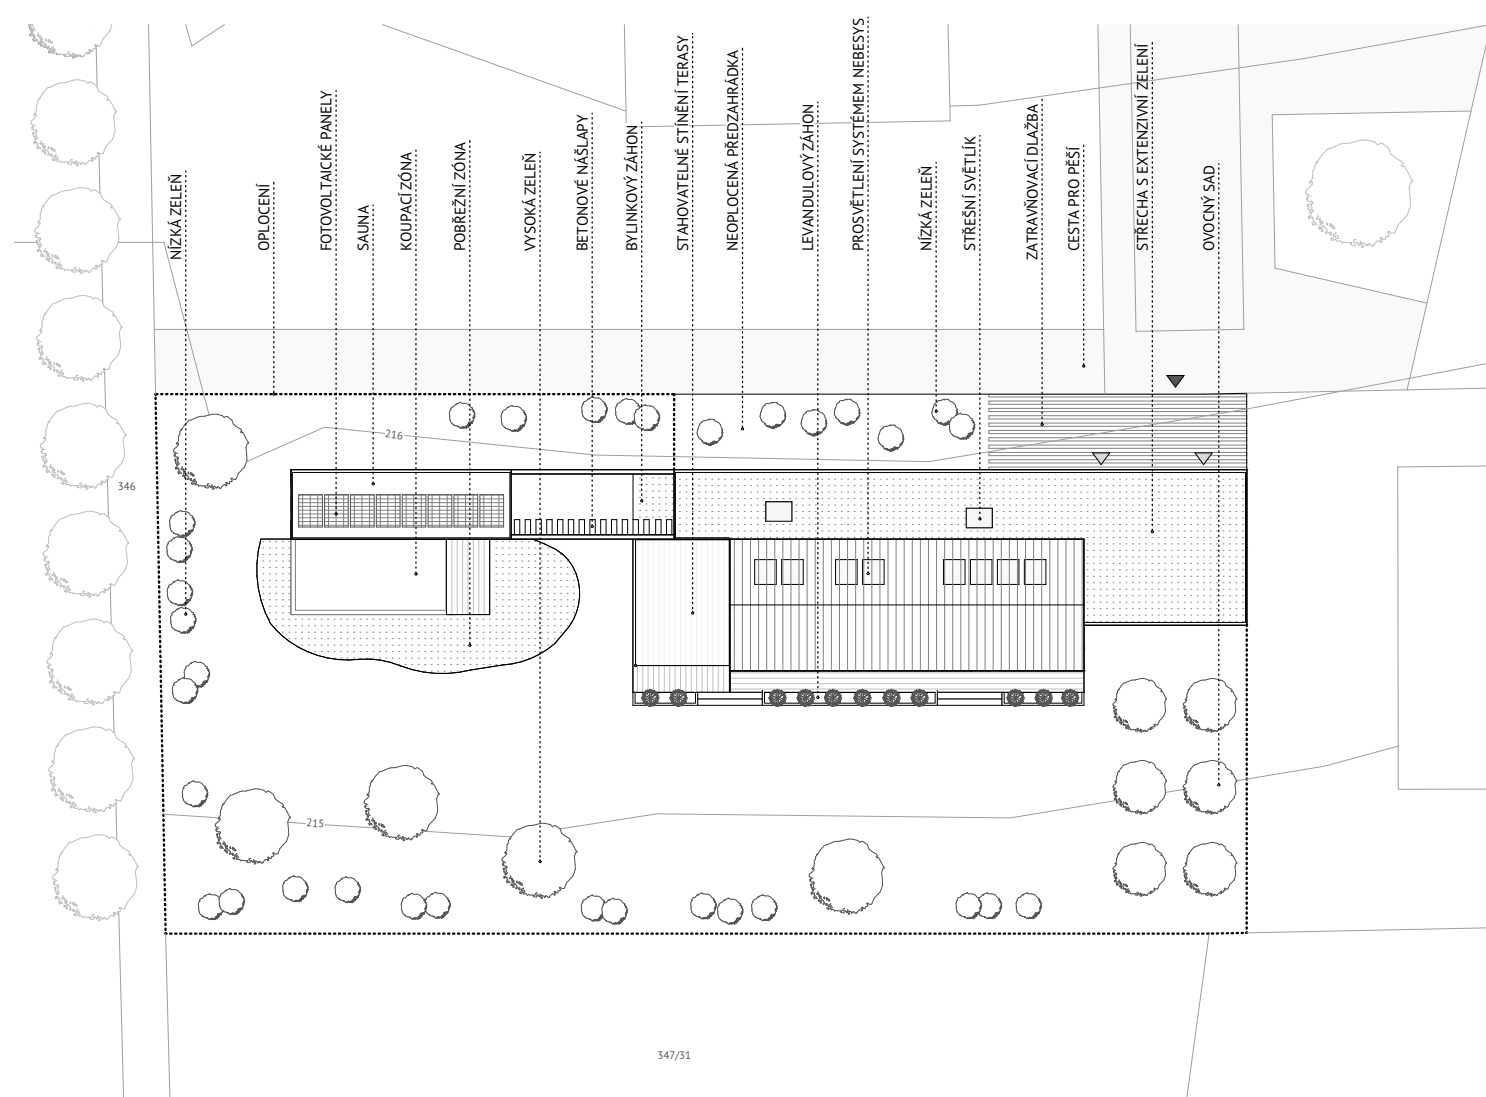 NÍZKÁ ZELEŇ
OPLOCENÍ
FOTOVOLTAICKÉ PANELY
SAUNA
KOUPACÍ ZÓNA
POBŘEŽNÍ ZÓNA
VYSOKÁ ZELEŇ
BETONOVÉ NÁŠLAPY
BYLINKOVÝ ZÁHON
STAHOVATELNÉ STÍNĚNÍ TERASY
NEOPLOCENÁ PŘEDZAHRÁDKA
LEVANDULOVÝ ZÁHON
PROSVĚTLENÍ SYSTÉMEM NEBESYS
NÍZKÁ ZELEŇ
STŘEŠNÍ SVĚTLÍK
ZATRAVŇOVACÍ DLAŽBA
CESTA PRO PĚŠÍ
STŘECHA S EXTENZIVNÍ ZELENÍ
OVOCNÝ SAD
216
346
215
347/31